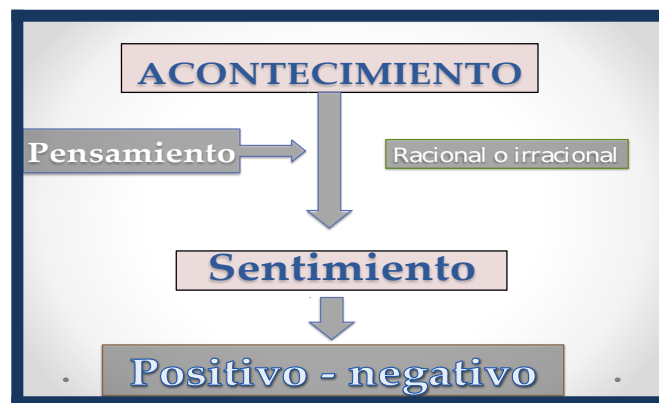 ACONTECIMIENTO
Pensamiento
Racional o irracional
Sentimiento
Positivo - negativo